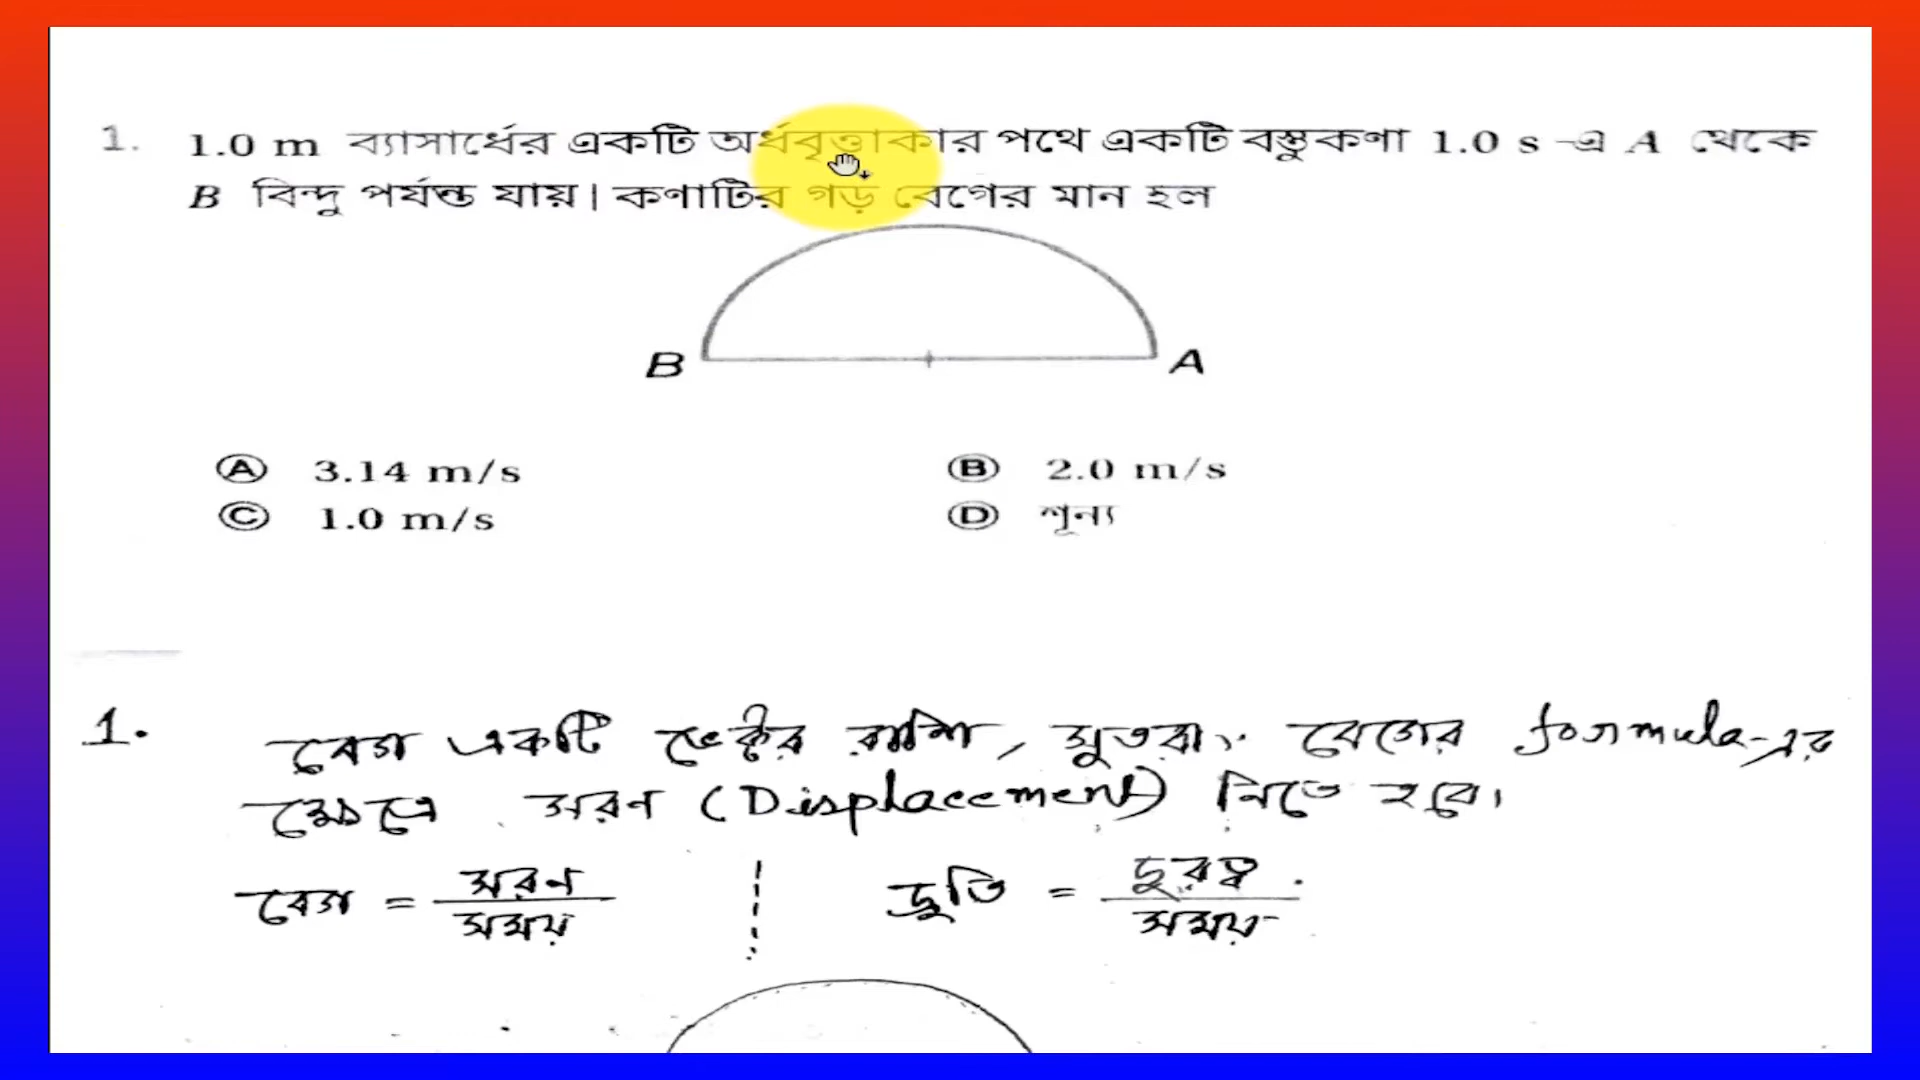 1. 1.0 m ব্যাসার্ধের একটি অর্ধবৃত্তাকার পথে একটি বস্তুকণা 1.0 s -এ A থেকে
B বিন্দু পর্যন্ত যায়। কণাটির গড় বেগের মান হল
B A
Ⓐ 3.14 m/s Ⓑ 2.0 m/s
Ⓒ 1.0 m/s Ⓓ শূন্য
1. বেগ একটি ভেক্টর রাশি, সুতরাং বেগের formula-এর
ক্ষেত্রে সরণ (Displacement) নিতে হবে।
বেগ = সরণ / সময় দ্রুতি = দুরত্ব / সময়